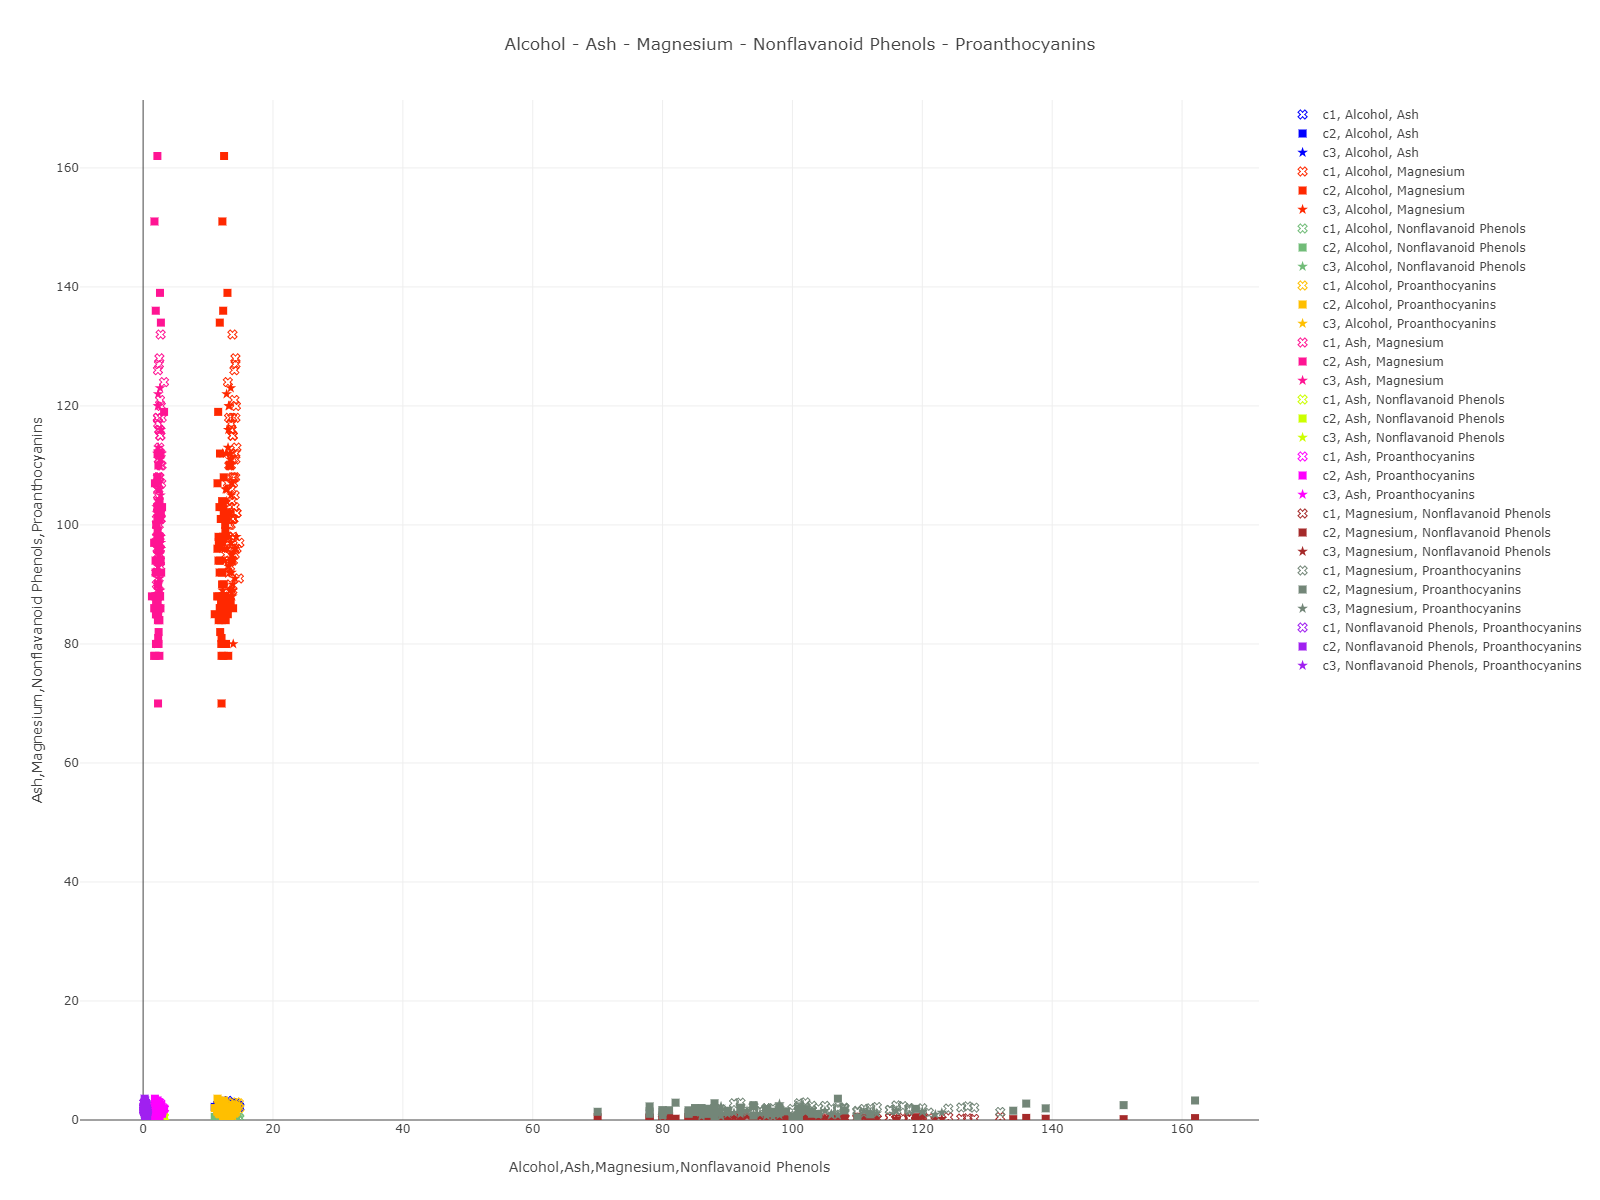 Alcohol - Ash - Magnesium - Nonflavanoid Phenols - Proanthocyanins
Ash,Magnesium,Nonflavanoid Phenols,Proanthocyanins
160
140
120
100
80
60
40
20
0
0
20
40
60
80
100
120
140
160
Alcohol,Ash,Magnesium,Nonflavanoid Phenols
c1, Alcohol, Ash
c2, Alcohol, Ash
c3, Alcohol, Ash
c1, Alcohol, Magnesium
c2, Alcohol, Magnesium
c3, Alcohol, Magnesium
c1, Alcohol, Nonflavanoid Phenols
c2, Alcohol, Nonflavanoid Phenols
c3, Alcohol, Nonflavanoid Phenols
c1, Alcohol, Proanthocyanins
c2, Alcohol, Proanthocyanins
c3, Alcohol, Proanthocyanins
c1, Ash, Magnesium
c2, Ash, Magnesium
c3, Ash, Magnesium
c1, Ash, Nonflavanoid Phenols
c2, Ash, Nonflavanoid Phenols
c3, Ash, Nonflavanoid Phenols
c1, Ash, Proanthocyanins
c2, Ash, Proanthocyanins
c3, Ash, Proanthocyanins
c1, Magnesium, Nonflavanoid Phenols
c2, Magnesium, Nonflavanoid Phenols
c3, Magnesium, Nonflavanoid Phenols
c1, Magnesium, Proanthocyanins
c2, Magnesium, Proanthocyanins
c3, Magnesium, Proanthocyanins
c1, Nonflavanoid Phenols, Proanthocyanins
c2, Nonflavanoid Phenols, Proanthocyanins
c3, Nonflavanoid Phenols, Proanthocyanins